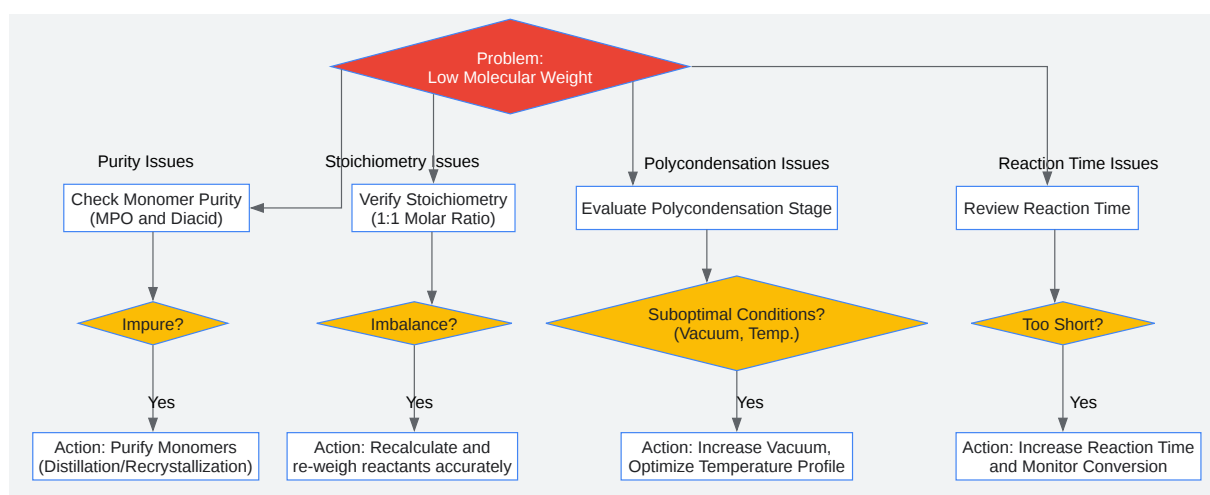 Problem:
Low Molecular Weight
Purity Issues
Stoichiometry Issues
Polycondensation Issues
Reaction Time Issues
Check Monomer Purity
(MPO and Diacid)
Verify Stoichiometry
(1:1 Molar Ratio)
Evaluate Polycondensation Stage
Review Reaction Time
Impure?
Imbalance?
Suboptimal Conditions?
(Vacuum, Temp.)
Too Short?
Yes
Yes
Yes
Yes
Action: Purify Monomers
(Distillation/Recrystallization)
Action: Recalculate and
re-weigh reactants accurately
Action: Increase Vacuum,
Optimize Temperature Profile
Action: Increase Reaction Time
and Monitor Conversion